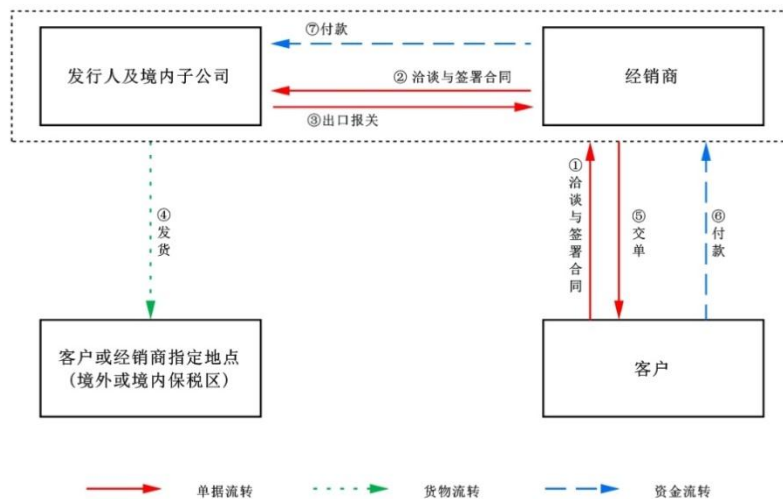 ⑦付款
发行人及境内子公司
② 洽谈与签署合同
经销商
③出口报关
④发货
①洽谈与签署合同
⑤交单
⑥付款
客户或经销商指定地点
（境外或境内保税区）
客户
单据流转
货物流转
资金流转